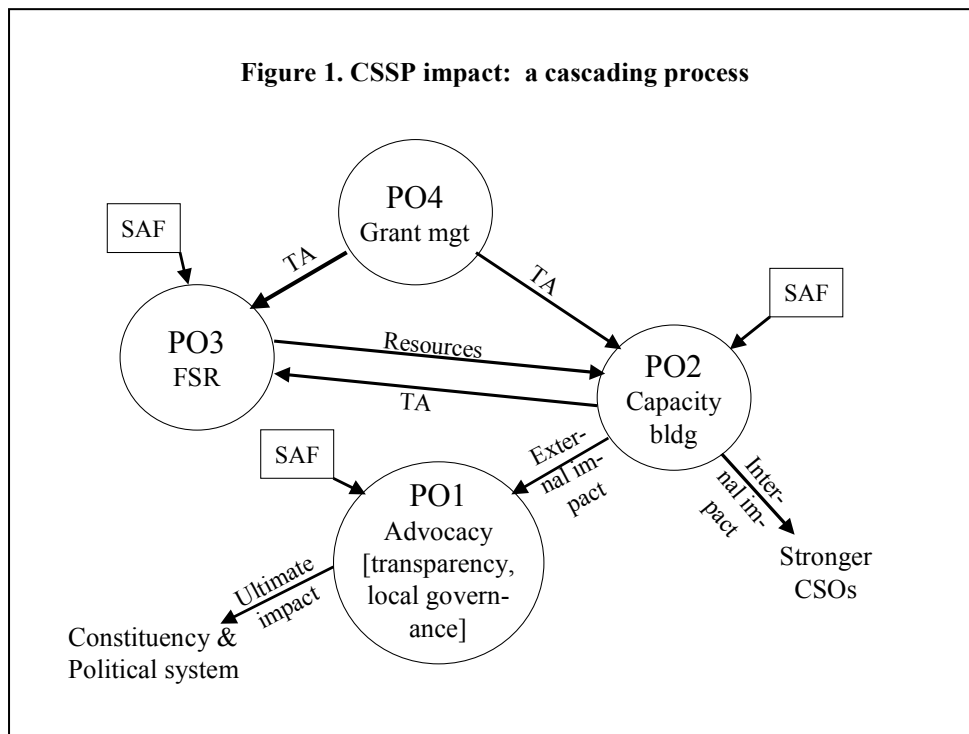 Figure 1. CSSP impact:  a cascading process
PO4
Grant mgt
SAF
TA
TA
SAF
PO3
FSR
Resources
TA
PO2
Capacity
bldg
SAF
Exter-
nal im-
pact
Inter-
nal im-
pact
PO1
Advocacy
[transparency,
local govern-
ance]
Stronger
CSOs
Ultimate
impact
Constituency &
Political system